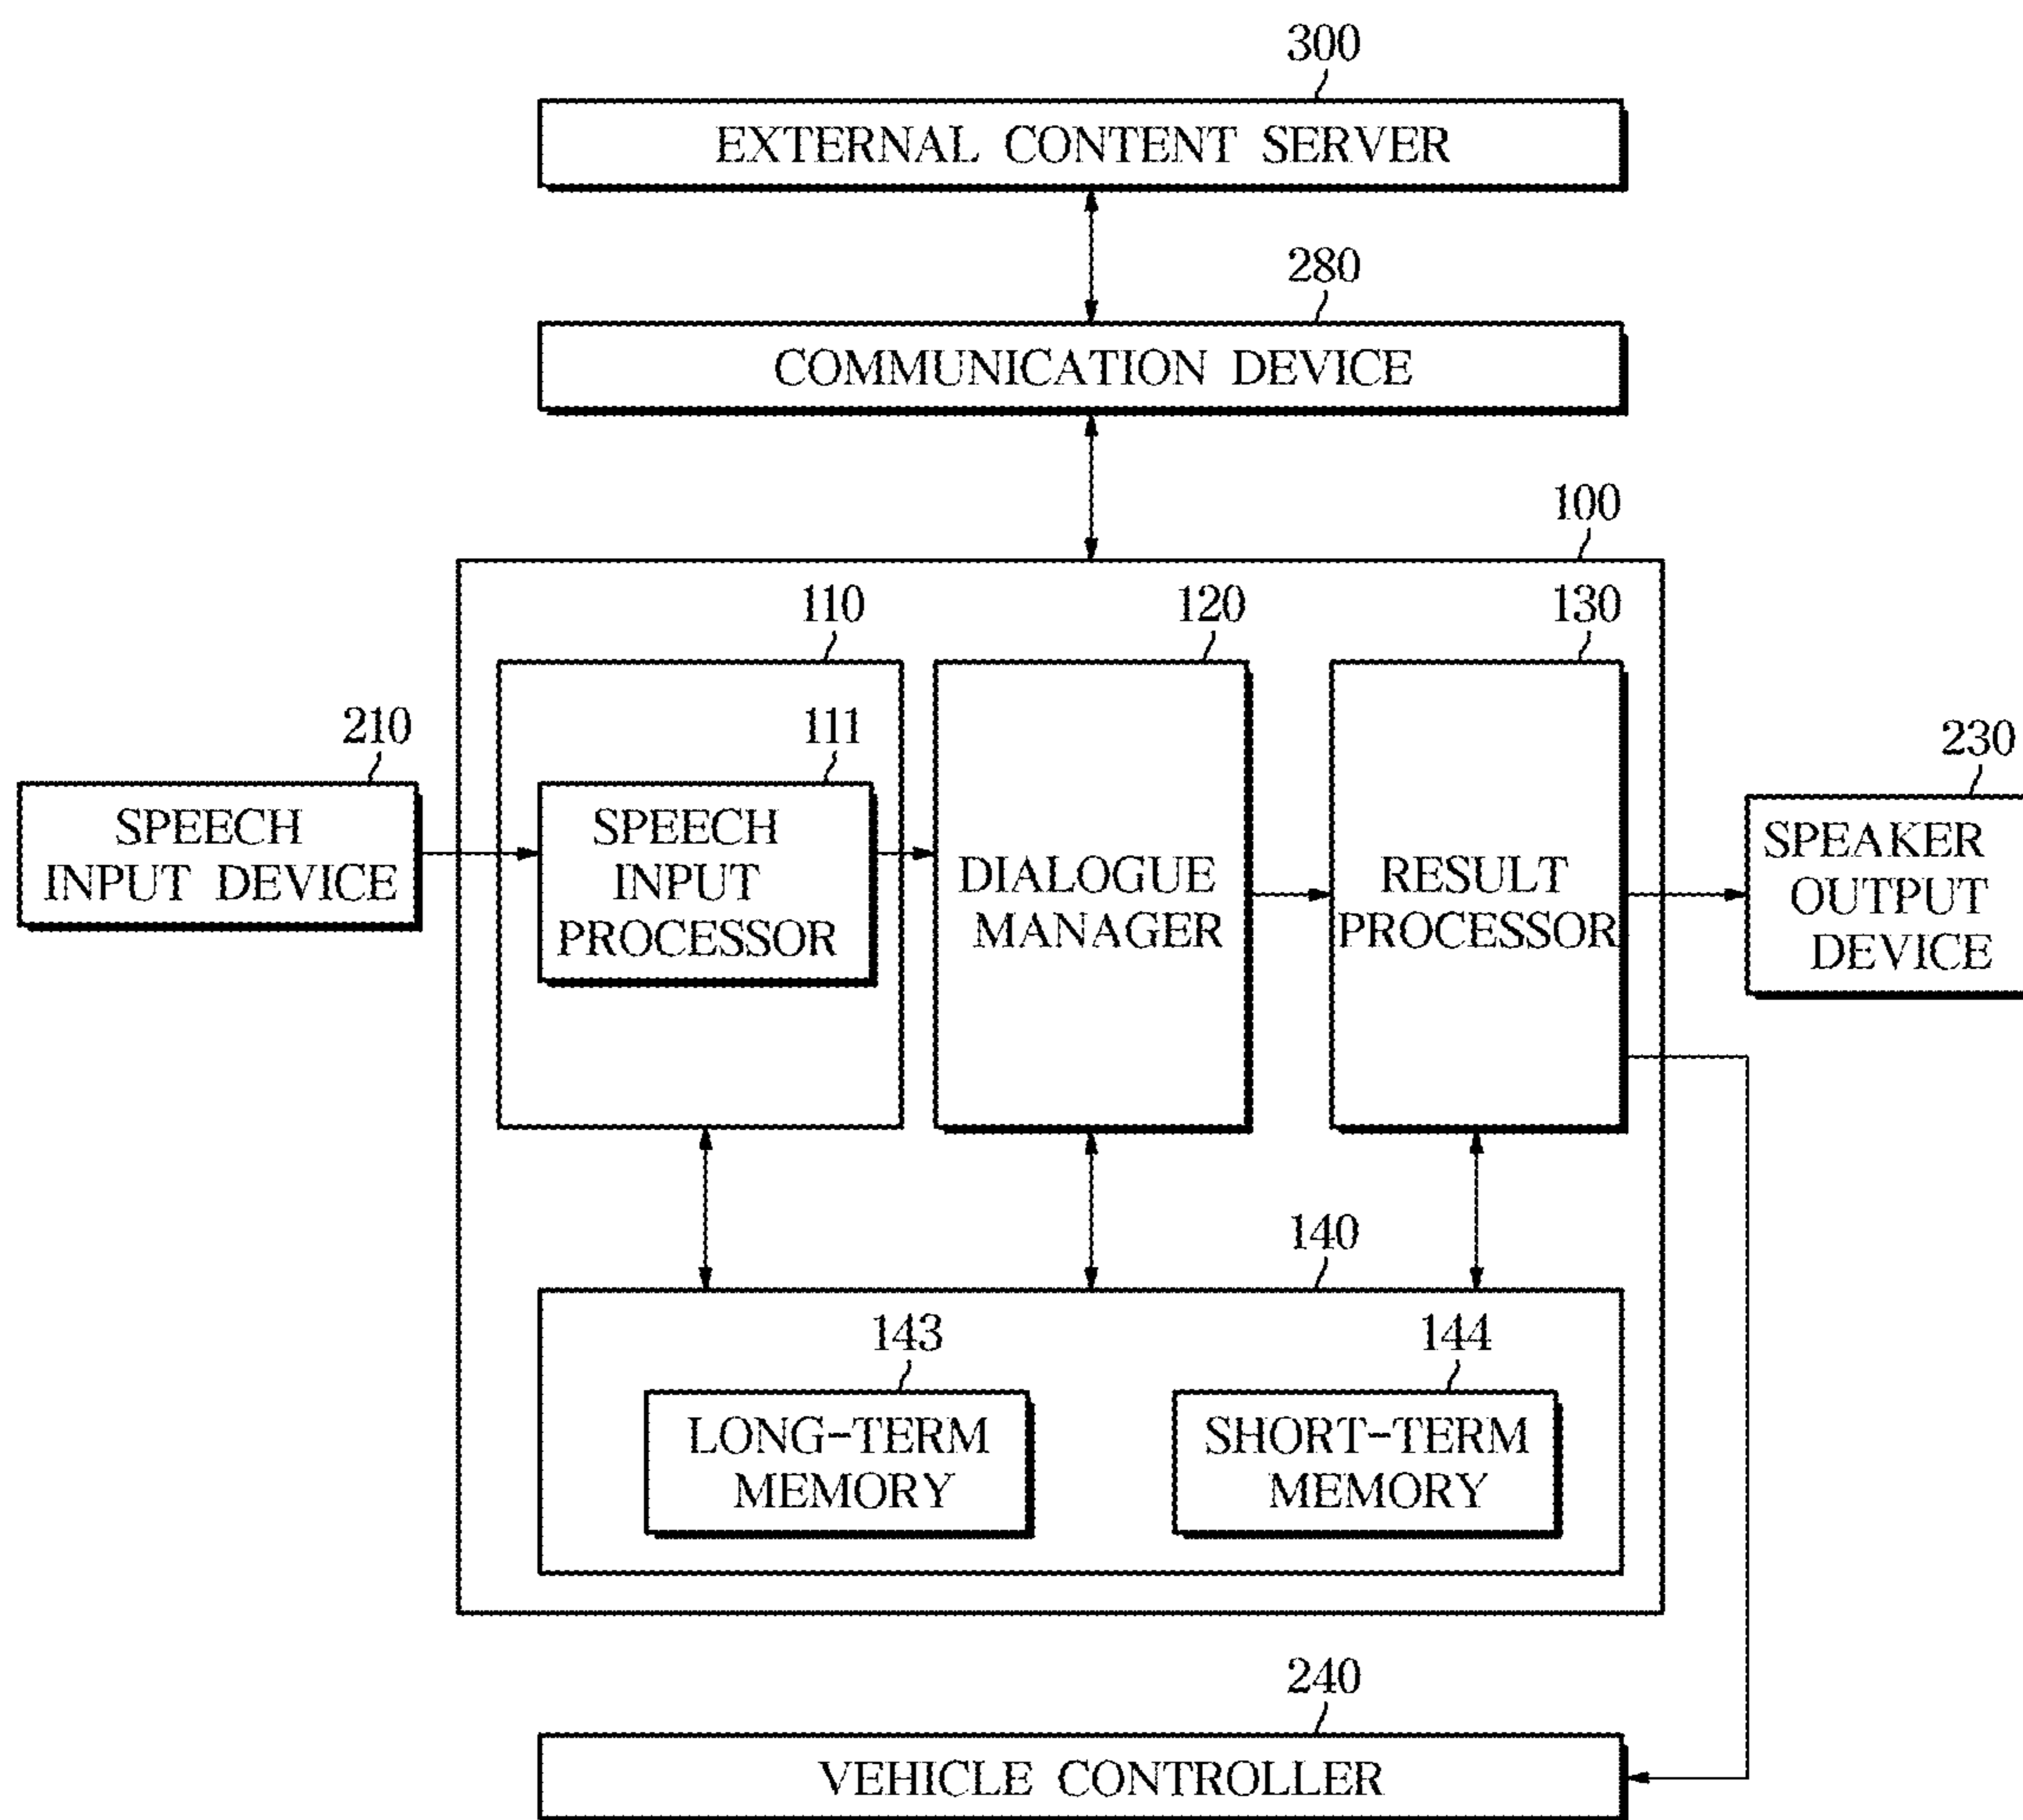 300
EXTERNAL CONTENT SERVER
280
COMMUNICATION DEVICE
100
110
120
130
210
111
230
SPEECH
INPUT DEVICE
SPEECH
INPUT
PROCESSOR
DIALOGUE
MANAGER
RESULT
PROCESSOR
SPEAKER
OUTPUT
DEVICE
140
143
144
LONG-TERM
MEMORY
SHORT-TERM
MEMORY
240
VEHICLE CONTROLLER